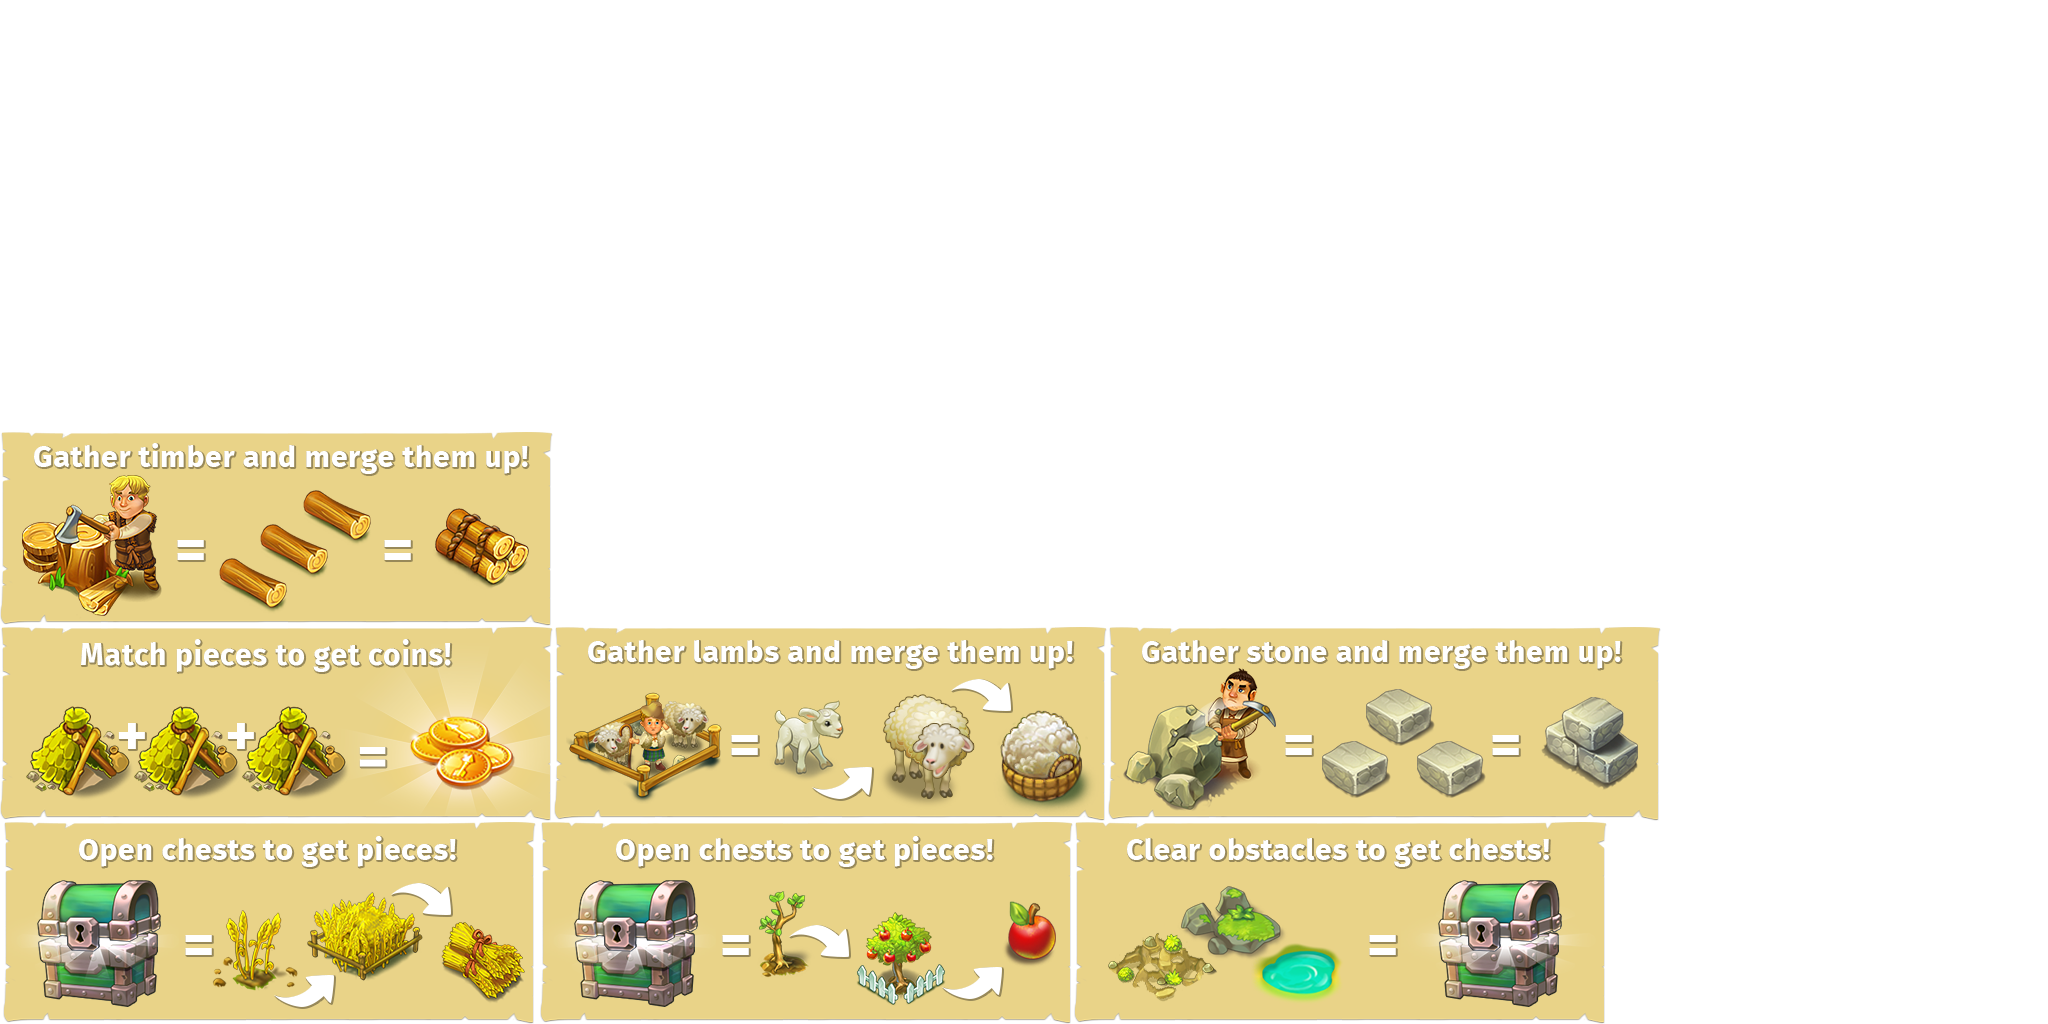 Gather timber and merge them up!
Match pieces to get coins!
Gather lambs and merge them up!
Gather stone and merge them up!
Open chests to get pieces!
Open chests to get pieces!
Clear obstacles to get chests!